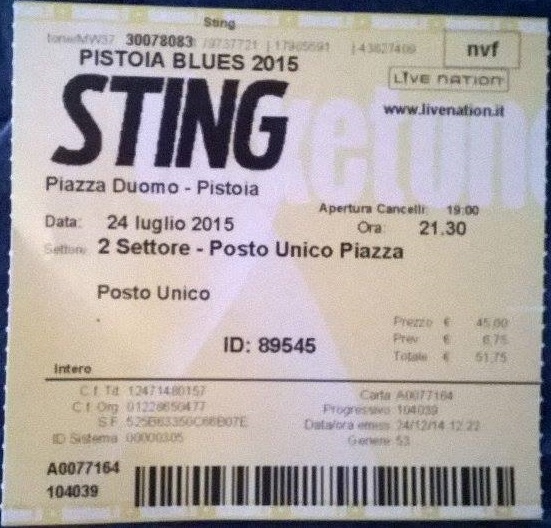 Sting
30078083
nvf
PISTOIA BLUES 2015
LIVE NATION
STING
www.livenation.it
Piazza Duomo - Pistoia
Apertura Cancelli: 19:00
Data: 24 luglio 2015
Ora: 21.30
Settore: 2 Settore - Posto Unico Piazza
Posto Unico
Prezzo € 45,00
Prev € 6,75
Totale € 51,75
ID: 89545
Intero
C.f. Tit 12471480157
Carta A0077164
C.f. Org 01228650477
Progressivo 104039
S.F.
Data/ora emiss 24/12/14 12.22
ID Sistema 00000305
Genere 53
A0077164
104039